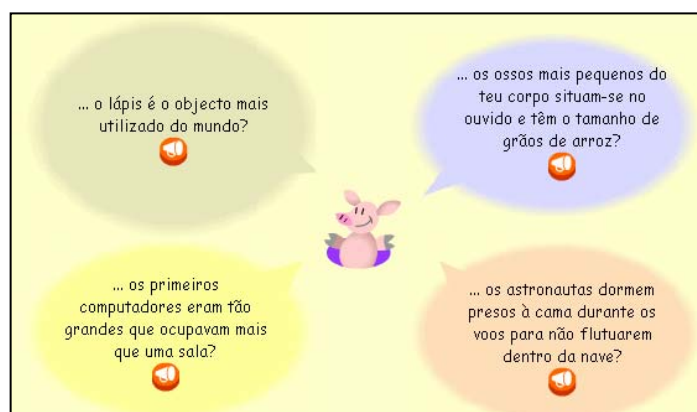 ... o lápis é o objecto mais
utilizado do mundo?
... os ossos mais pequenos do
teu corpo situam-se no
ouvido e têm o tamanho de
grãos de arroz?
... os primeiros
computadores eram tão
grandes que ocupavam mais
que uma sala?
... os astronautas dormem
presos à cama durante os
voos para não flutuarem
dentro da nave?